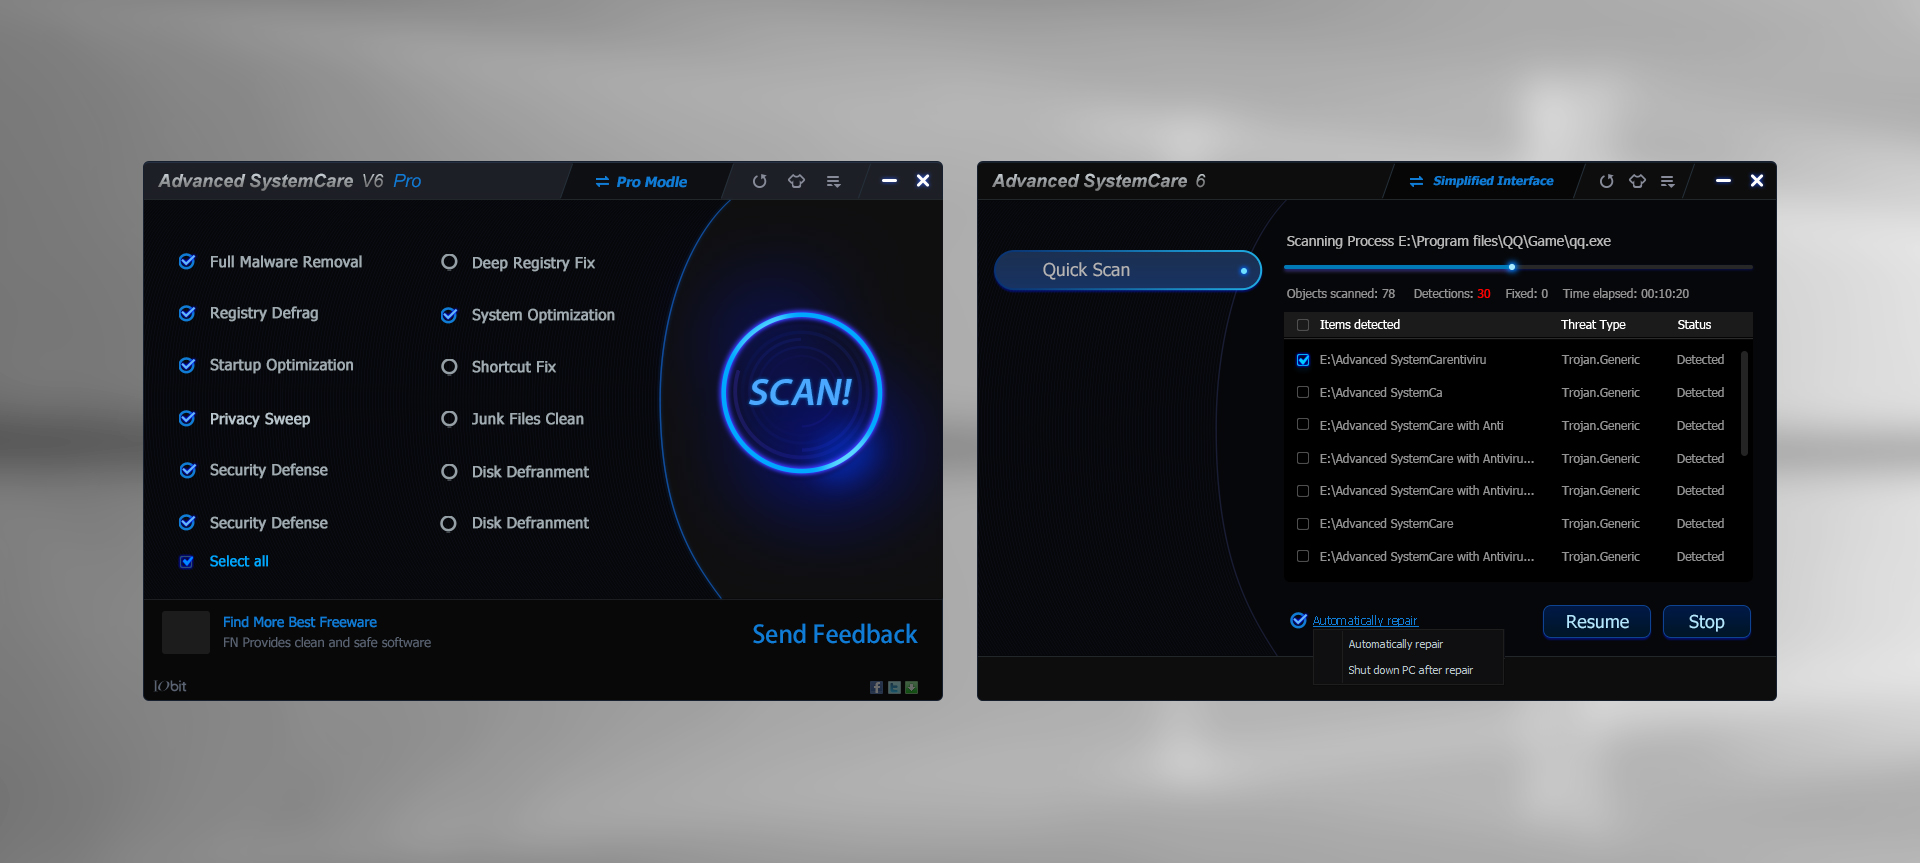 Advanced SystemCare V6 Pro
Pro Modle
Full Malware Removal
Deep Registry Fix
Registry Defrag
System Optimization
Startup Optimization
Shortcut Fix
Privacy Sweep
Junk Files Clean
Security Defense
Disk Defranment
Security Defense
Disk Defranment
Select all
SCAN!
Find More Best Freeware
FN Provides clean and safe software
Send Feedback
IObit
Advanced SystemCare 6
Simplified Interface
Quick Scan
Scanning Process E:\Program files\QQ\Game\qq.exe
Objects scanned: 78 Detections: 30 Fixed: 0 Time elapsed: 00:10:20
Items detected Threat Type Status
E:\Advanced SystemCarentiviru Trojan.Generic Detected
E:\Advanced SystemCa Trojan.Generic Detected
E:\Advanced SystemCare with Anti Trojan.Generic Detected
E:\Advanced SystemCare with Antiviru... Trojan.Generic Detected
E:\Advanced SystemCare with Antiviru... Trojan.Generic Detected
E:\Advanced SystemCare Trojan.Generic Detected
E:\Advanced SystemCare with Antiviru... Trojan.Generic Detected
Automatically repair
Resume
Stop
Automatically repair
Shut down PC after repair